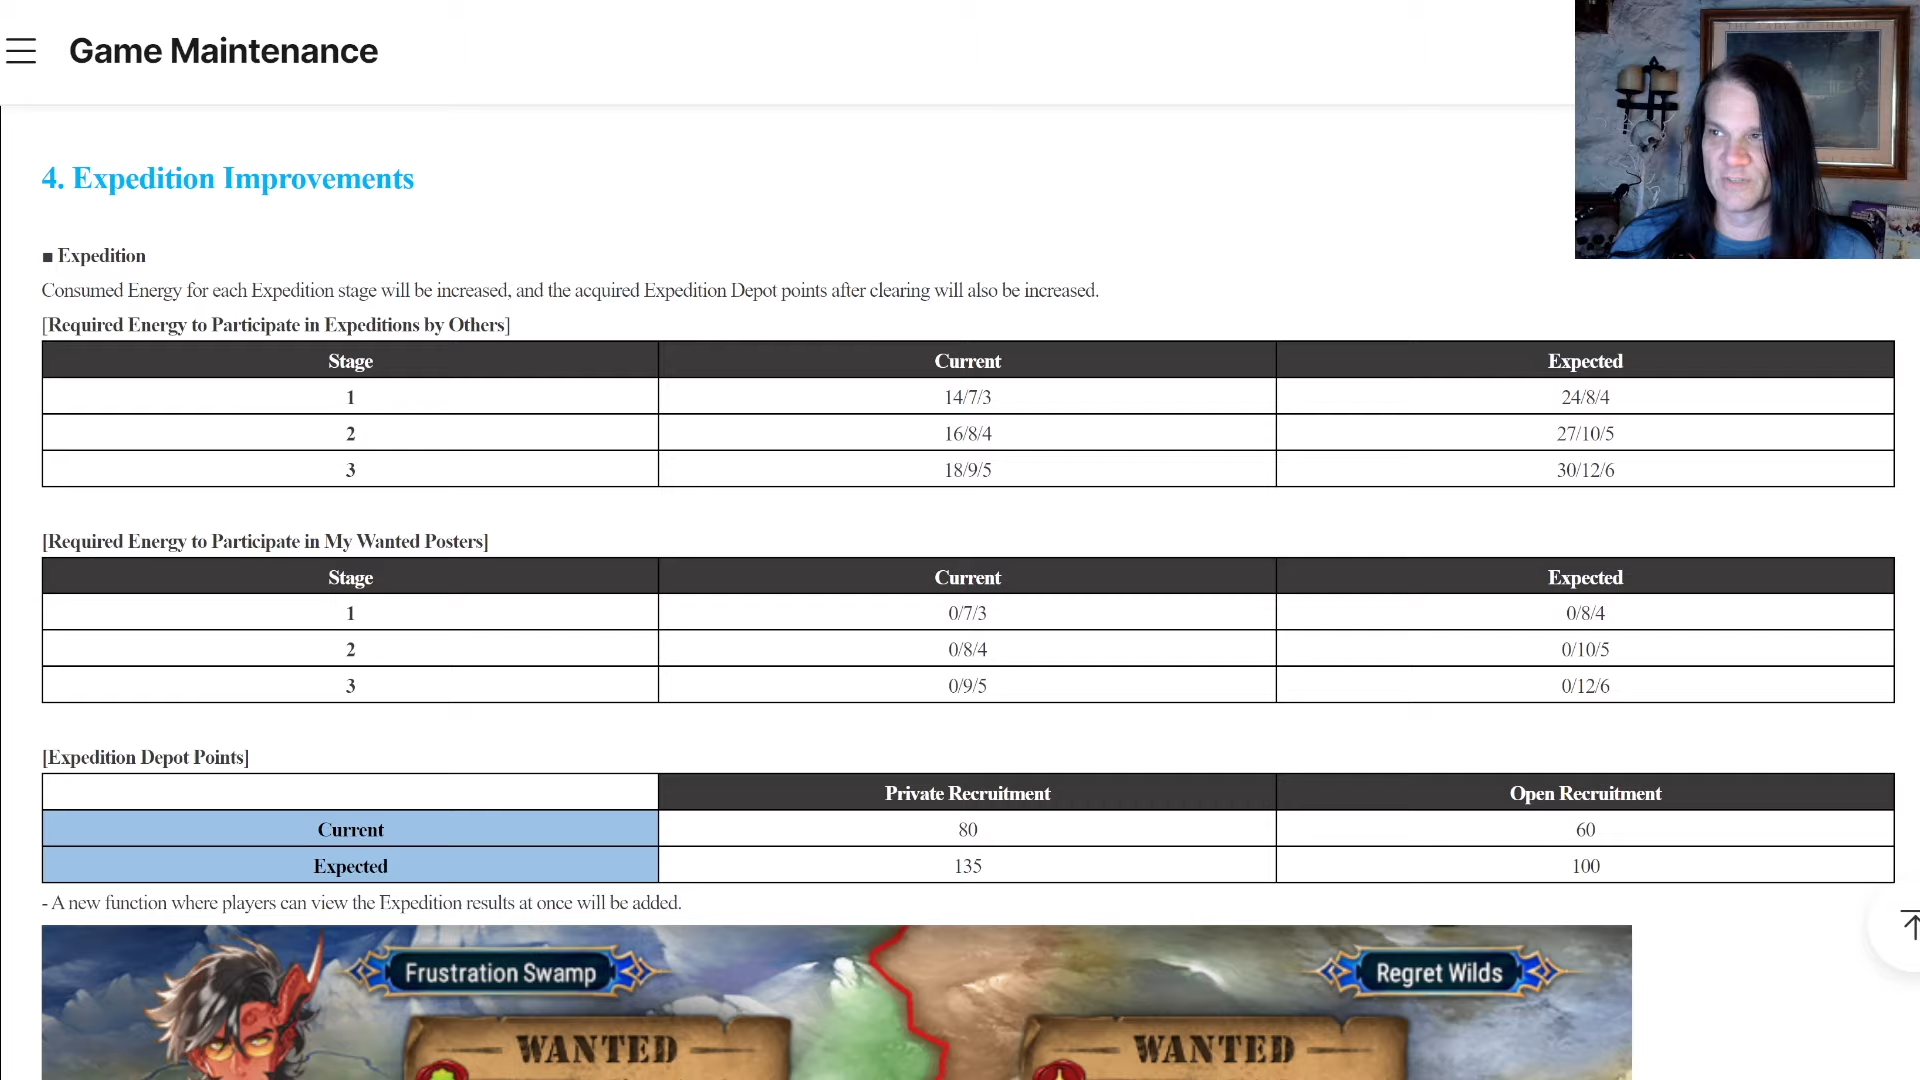 Game Maintenance
4. Expedition Improvements
■ Expedition
Consumed Energy for each Expedition stage will be increased, and the acquired Expedition Depot points after clearing will also be increased.
[Required Energy to Participate in Expeditions by Others]
Stage Current Expected
1 14/7/3 24/8/4
2 16/8/4 27/10/5
3 18/9/5 30/12/6
[Required Energy to Participate in My Wanted Posters]
Stage Current Expected
1 0/7/3 0/8/4
2 0/8/4 0/10/5
3 0/9/5 0/12/6
[Expedition Depot Points]
Private Recruitment Open Recruitment
Current 80 60
Expected 135 100
- A new function where players can view the Expedition results at once will be added.
Frustration Swamp Regret Wilds
WANTED WANTED